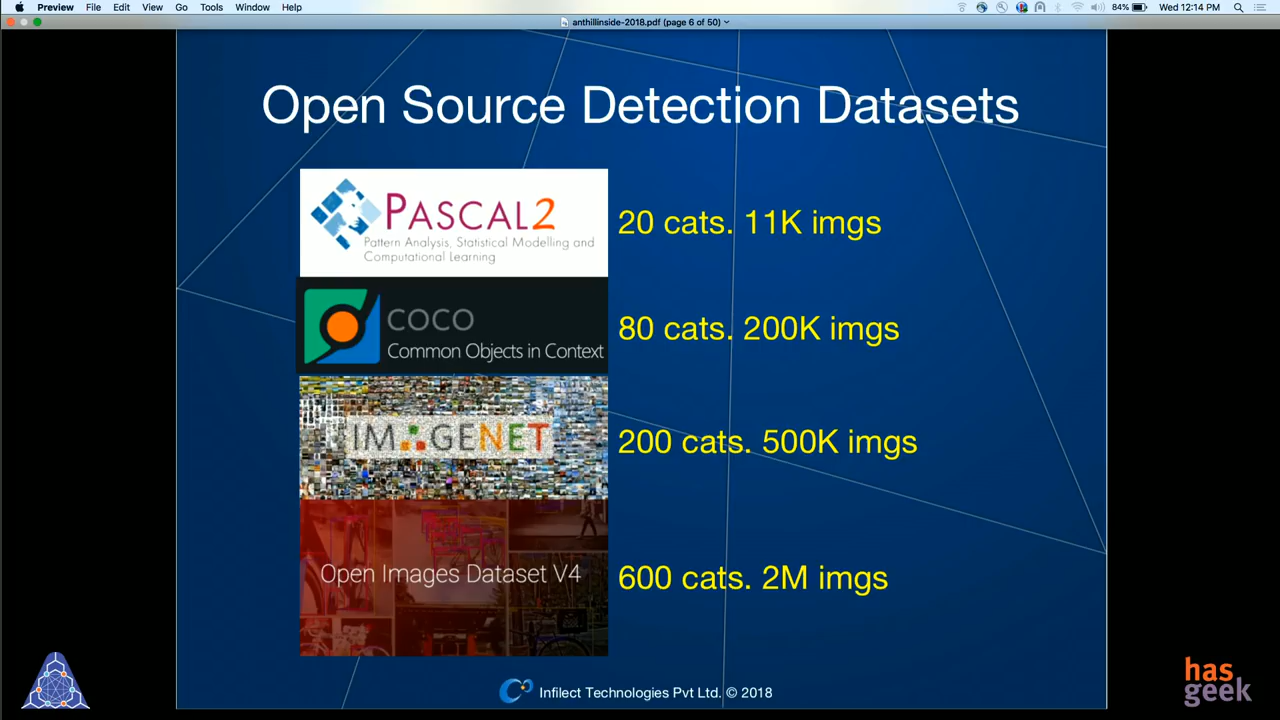 Preview File Edit View Go Tools Window Help
anthillinside-2018.pdf (page 6 of 50)
84%
Wed 12:14 PM
Open Source Detection Datasets
PASCAL2
Pattern Analysis, Statistical Modelling and
Computational Learning
20 cats. 11K imgs
COCO
Common Objects in Context
80 cats. 200K imgs
IMAGENET
200 cats. 500K imgs
Open Images Dataset V4
600 cats. 2M imgs
Infilect Technologies Pvt Ltd. © 2018
has
geek